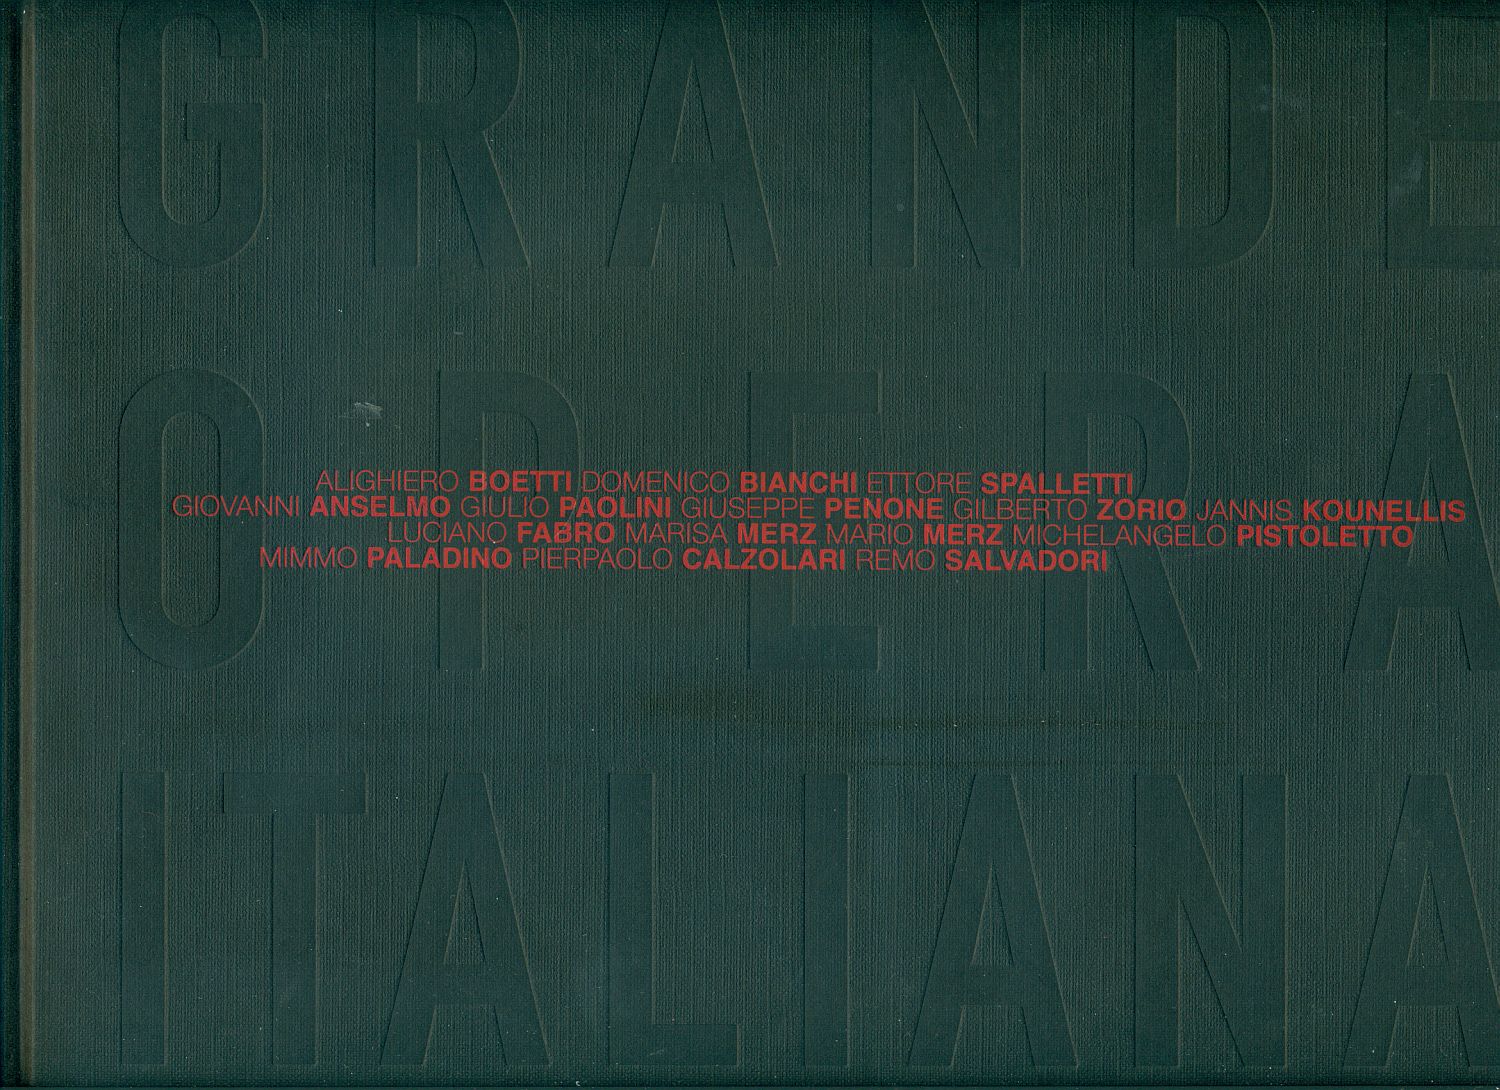 GRANDE
OPERA
ALIGHIERO BOETTI DOMENICO BIANCHI ETTORE SPALLETTI
GIOVANNI ANSELMO GIULIO PAOLINI GIUSEPPE PENONE GILBERTO ZORIO JANNIS KOUNELLIS
LUCIANO FABRO MARISA MERZ MARIO MERZ MICHELANGELO PISTOLETTO
MIMMO PALADINO PIERPAOLO CALZOLARI REMO SALVADORI
ITALIANA